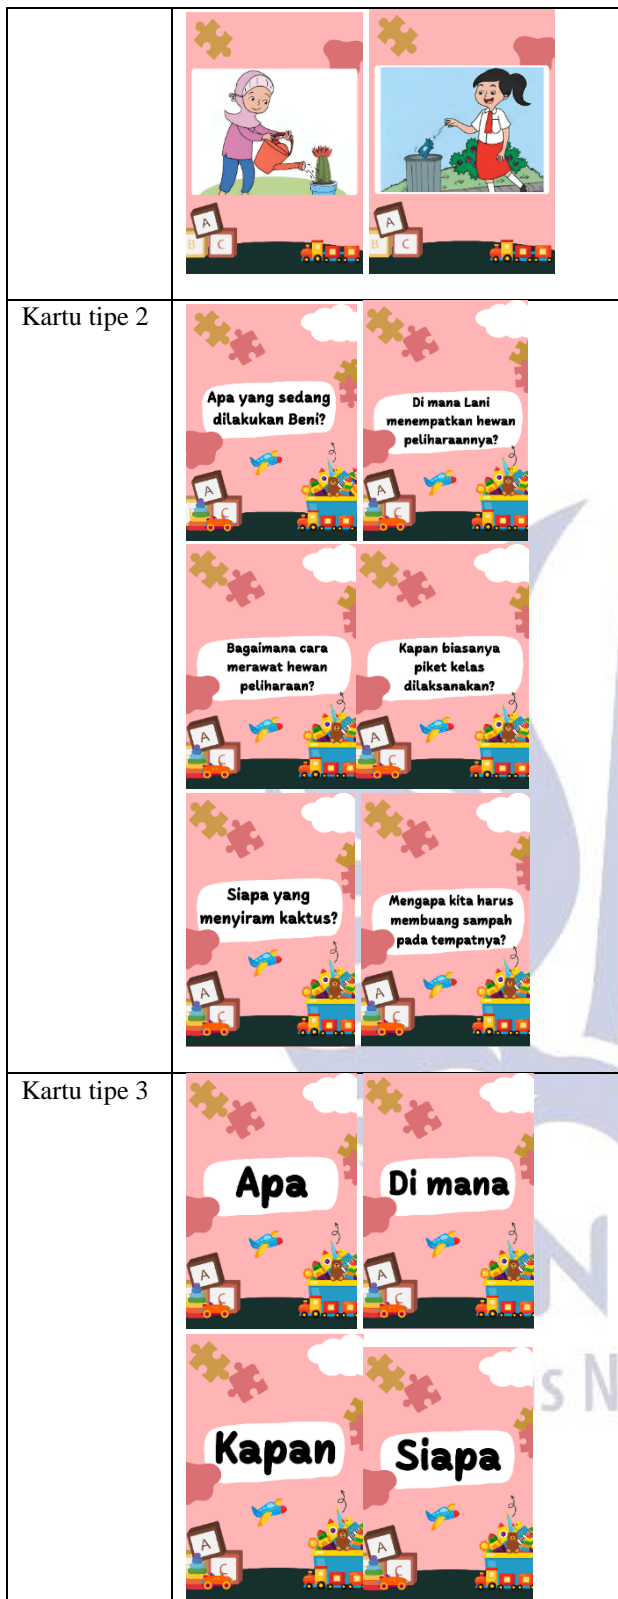 A
B C
A
B C
Kartu tipe 2
Apa yang sedang
dilakukan Beni?
A
C
Di mana Lani
menempatkan hewan
peliharaannya?
A
C
Bagaimana cara
merawat hewan
peliharaan?
A
C
Kapan biasanya
piket kelas
dilaksanakan?
A
C
Siapa yang
menyiram kaktus?
A
C
Mengapa kita harus
membuang sampah
pada tempatnya?
A
C
Kartu tipe 3
Apa
A
C
Di mana
A
C
Kapan
A
C
Siapa
A
C
N
s N